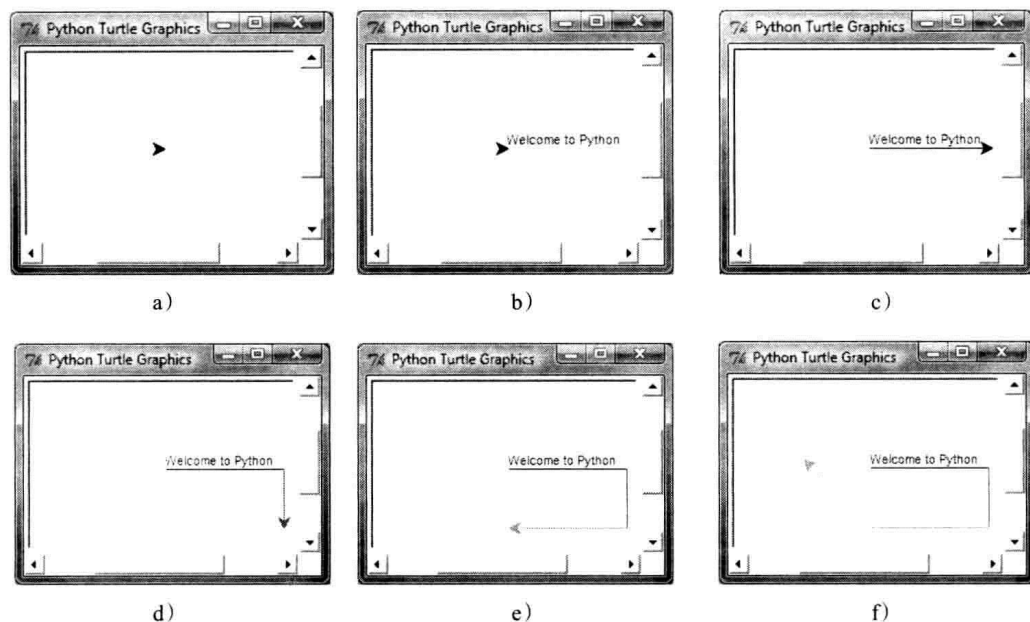 Python Turtle Graphics
Python Turtle Graphics
Welcome to Python
Python Turtle Graphics
Welcome to Python
a)
b)
c)
Python Turtle Graphics
Welcome to Python
Python Turtle Graphics
Welcome to Python
Python Turtle Graphics
Welcome to Python
d)
e)
f)